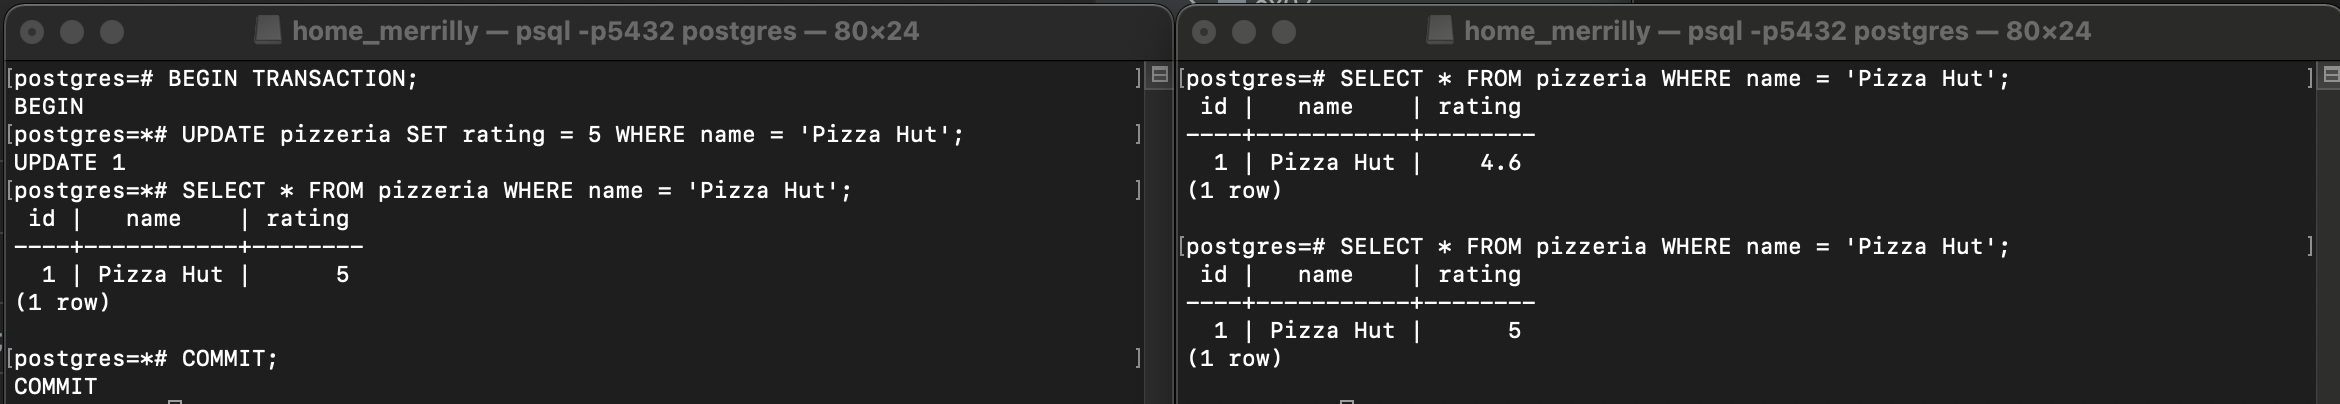 home_merrilly — psql -p5432 postgres — 80×24
[postgres=# BEGIN TRANSACTION; ]
BEGIN
[postgres=*# UPDATE pizzeria SET rating = 5 WHERE name = 'Pizza Hut'; ]
UPDATE 1
[postgres=*# SELECT * FROM pizzeria WHERE name = 'Pizza Hut'; ]
 id |   name    | rating
----+-----------+--------
  1 | Pizza Hut |      5
(1 row)
[postgres=*# COMMIT; ]
COMMIT
home_merrilly — psql -p5432 postgres — 80×24
[postgres=# SELECT * FROM pizzeria WHERE name = 'Pizza Hut'; ]
 id |   name    | rating
----+-----------+--------
  1 | Pizza Hut |    4.6
(1 row)
[postgres=# SELECT * FROM pizzeria WHERE name = 'Pizza Hut'; ]
 id |   name    | rating
----+-----------+--------
  1 | Pizza Hut |      5
(1 row)